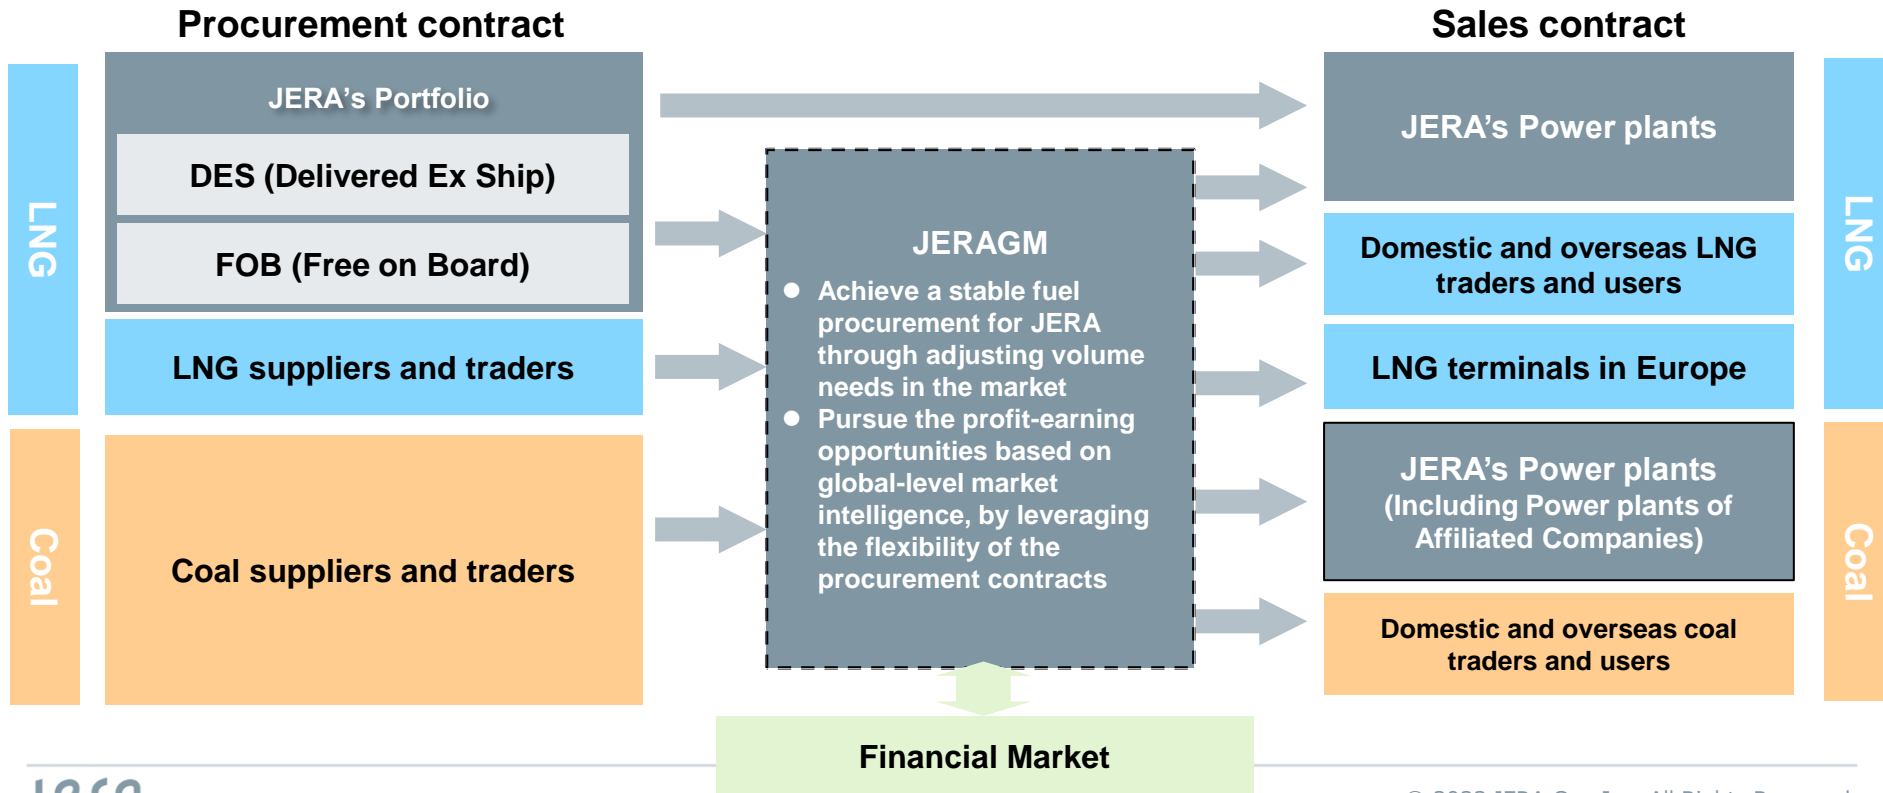 Procurement contract
Sales contract
LNG
JERA’s Portfolio
DES (Delivered Ex Ship)
FOB (Free on Board)
LNG suppliers and traders
Coal
Coal suppliers and traders
JERAGM
● Achieve a stable fuel
procurement for JERA
through adjusting volume
needs in the market
● Pursue the profit-earning
opportunities based on
global-level market
intelligence, by leveraging
the flexibility of the
procurement contracts
Financial Market
JERA’s Power plants
Domestic and overseas LNG
traders and users
LNG terminals in Europe
JERA’s Power plants
(Including Power plants of
Affiliated Companies)
Domestic and overseas coal
traders and users
LNG
Coal